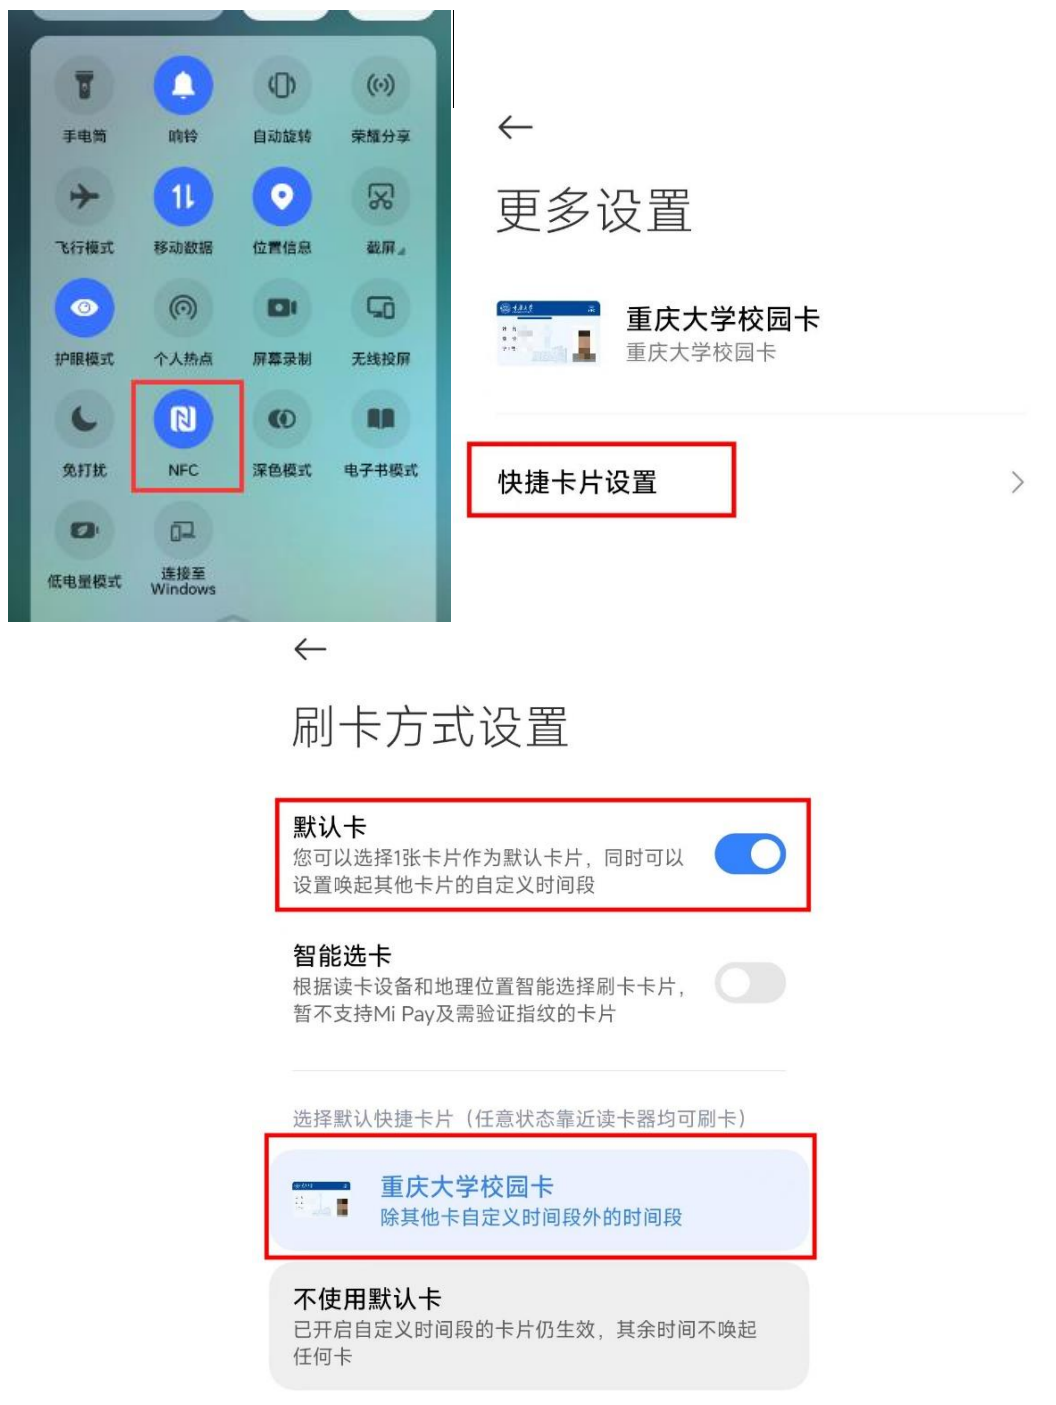 手电筒
响铃
自动旋转
荣耀分享
飞行模式
移动数据
位置信息
截屏
护眼模式
个人热点
屏幕录制
无线投屏
免打扰
NFC
深色模式
电子书模式
低电量模式
连接至
Windows
更多设置
重庆大学校园卡
重庆大学校园卡
快捷卡片设置
刷卡方式设置
默认卡
您可以选择1张卡片作为默认卡片，同时可以
设置唤起其他卡片的自定义时间段
智能选卡
根据读卡设备和地理位置智能选择刷卡卡片，
暂不支持Mi Pay及需验证指纹的卡片
选择默认快捷卡片（任意状态靠近读卡器均可刷卡）
重庆大学校园卡
除其他卡自定义时间段外的时间段
不使用默认卡
已开启自定义时间段的卡片仍生效，其余时间不唤起
任何卡